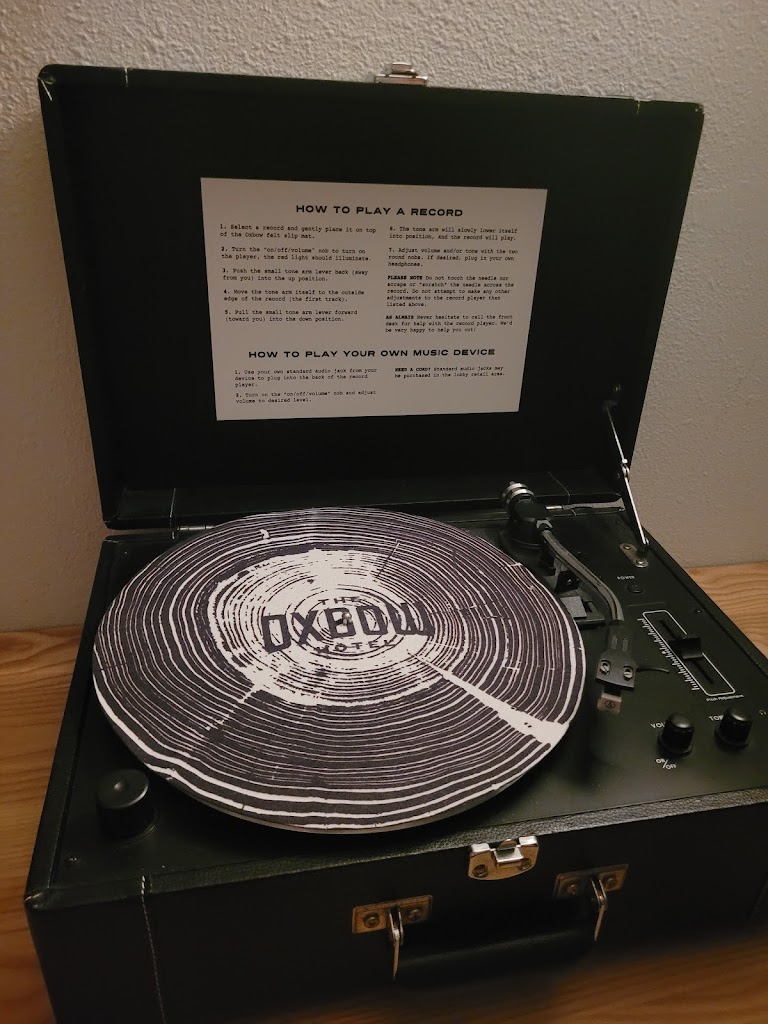 HOW TO PLAY A RECORD
1. Select a record and gently place it on top
of the Oxbow felt slip mat.
2. Turn the "on/off/volume" nob to turn on
the player, the red light should illuminate.
3. Push the small tone arm lever back (away
from you) into the up position.
4. Move the tone arm itself to the outside
edge of the record (the first track).
5. Pull the small tone arm lever forward
(toward you) into the down position.
6. The tone arm will slowly lower itself
into position, and the record will play.
7. Adjust volume and/or tone with the two
round nobs. If desired, plug in your own
headphones.
PLEASE NOTE Do not touch the needle nor
scrape or "scratch" the needle across the
record. Do not attempt to make any other
adjustments to the record player than
listed above.
AS ALWAYS Never hesitate to call the front
desk for help with the record player. We'd
be very happy to help you out!
HOW TO PLAY YOUR OWN MUSIC DEVICE
1. Use your own standard audio jack from your
device to plug into the back of the record
player.
2. Turn on the "on/off/volume" nob and adjust
volume to desired level.
NEED A CORD? Standard audio jacks may
be purchased in the lobby retail area.
THE
OXBOW
HOTEL
POWER
Pitch Adjustment
ON/OFF